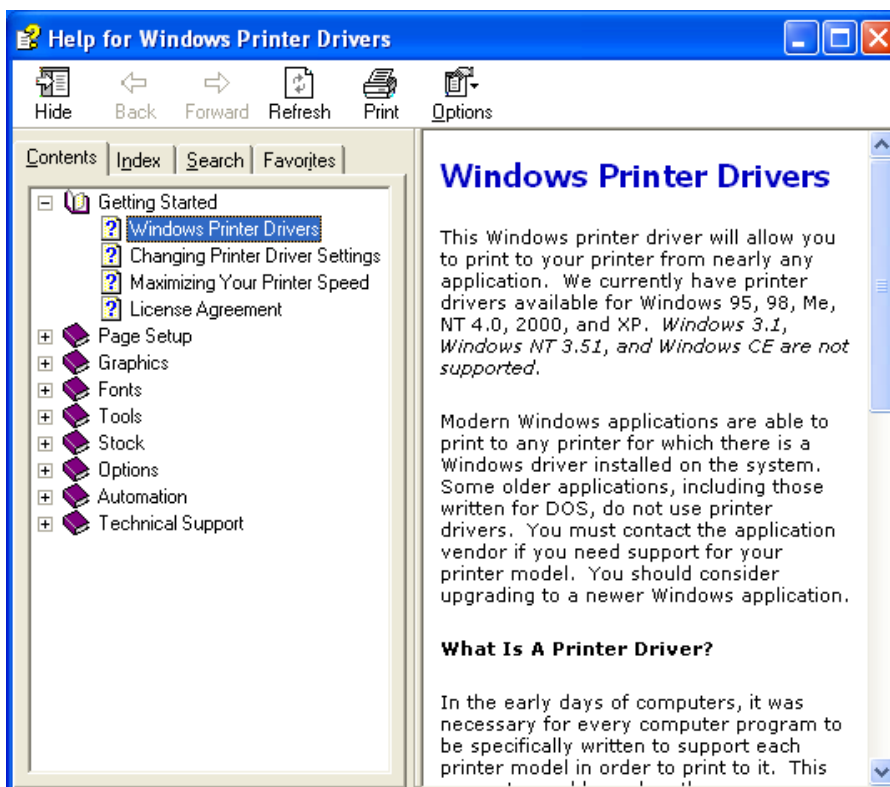 Help for Windows Printer Drivers
Hide Back Forward Refresh Print Options
Contents Index Search Favorites
Getting Started
Windows Printer Drivers
Changing Printer Driver Settings
Maximizing Your Printer Speed
License Agreement
Page Setup
Graphics
Fonts
Tools
Stock
Options
Automation
Technical Support
Windows Printer Drivers
This Windows printer driver will allow you
to print to your printer from nearly any
application. We currently have printer
drivers available for Windows 95, 98, Me,
NT 4.0, 2000, and XP. Windows 3.1,
Windows NT 3.51, and Windows CE are not
supported.
Modern Windows applications are able to
print to any printer for which there is a
Windows driver installed on the system.
Some older applications, including those
written for DOS, do not use printer
drivers. You must contact the application
vendor if you need support for your
printer model. You should consider
upgrading to a newer Windows application.
What Is A Printer Driver?
In the early days of computers, it was
necessary for every computer program to
be specifically written to support each
printer model in order to print to it. This